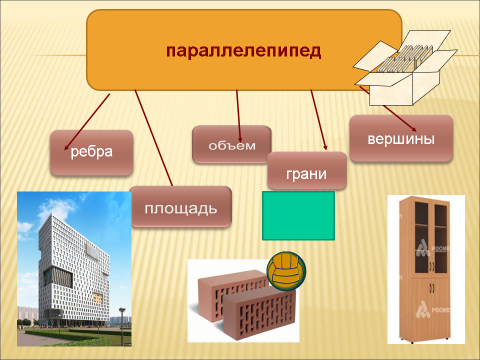 параллелепипед
вершины
ребра
объем
грани
площадь